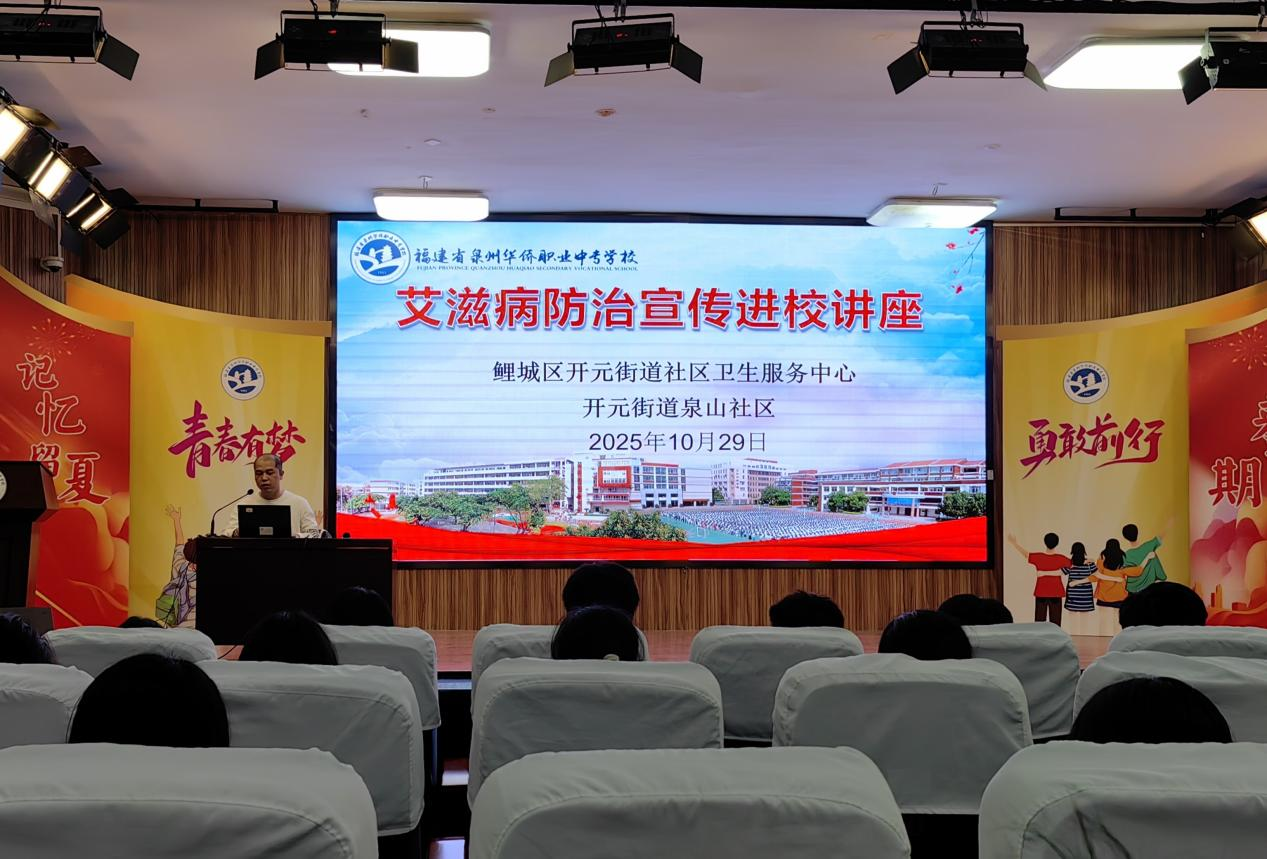 福建省泉州华侨职业中专学校
FUJIAN PROVINCE QUANZHOU HUAQIAO SECONDARY VOCATIONAL SCHOOL
艾滋病防治宣传进校讲座
鲤城区开元街道社区卫生服务中心
开元街道泉山社区
2025年10月29日
记忆
留夏
青春有梦
勇敢前行
期